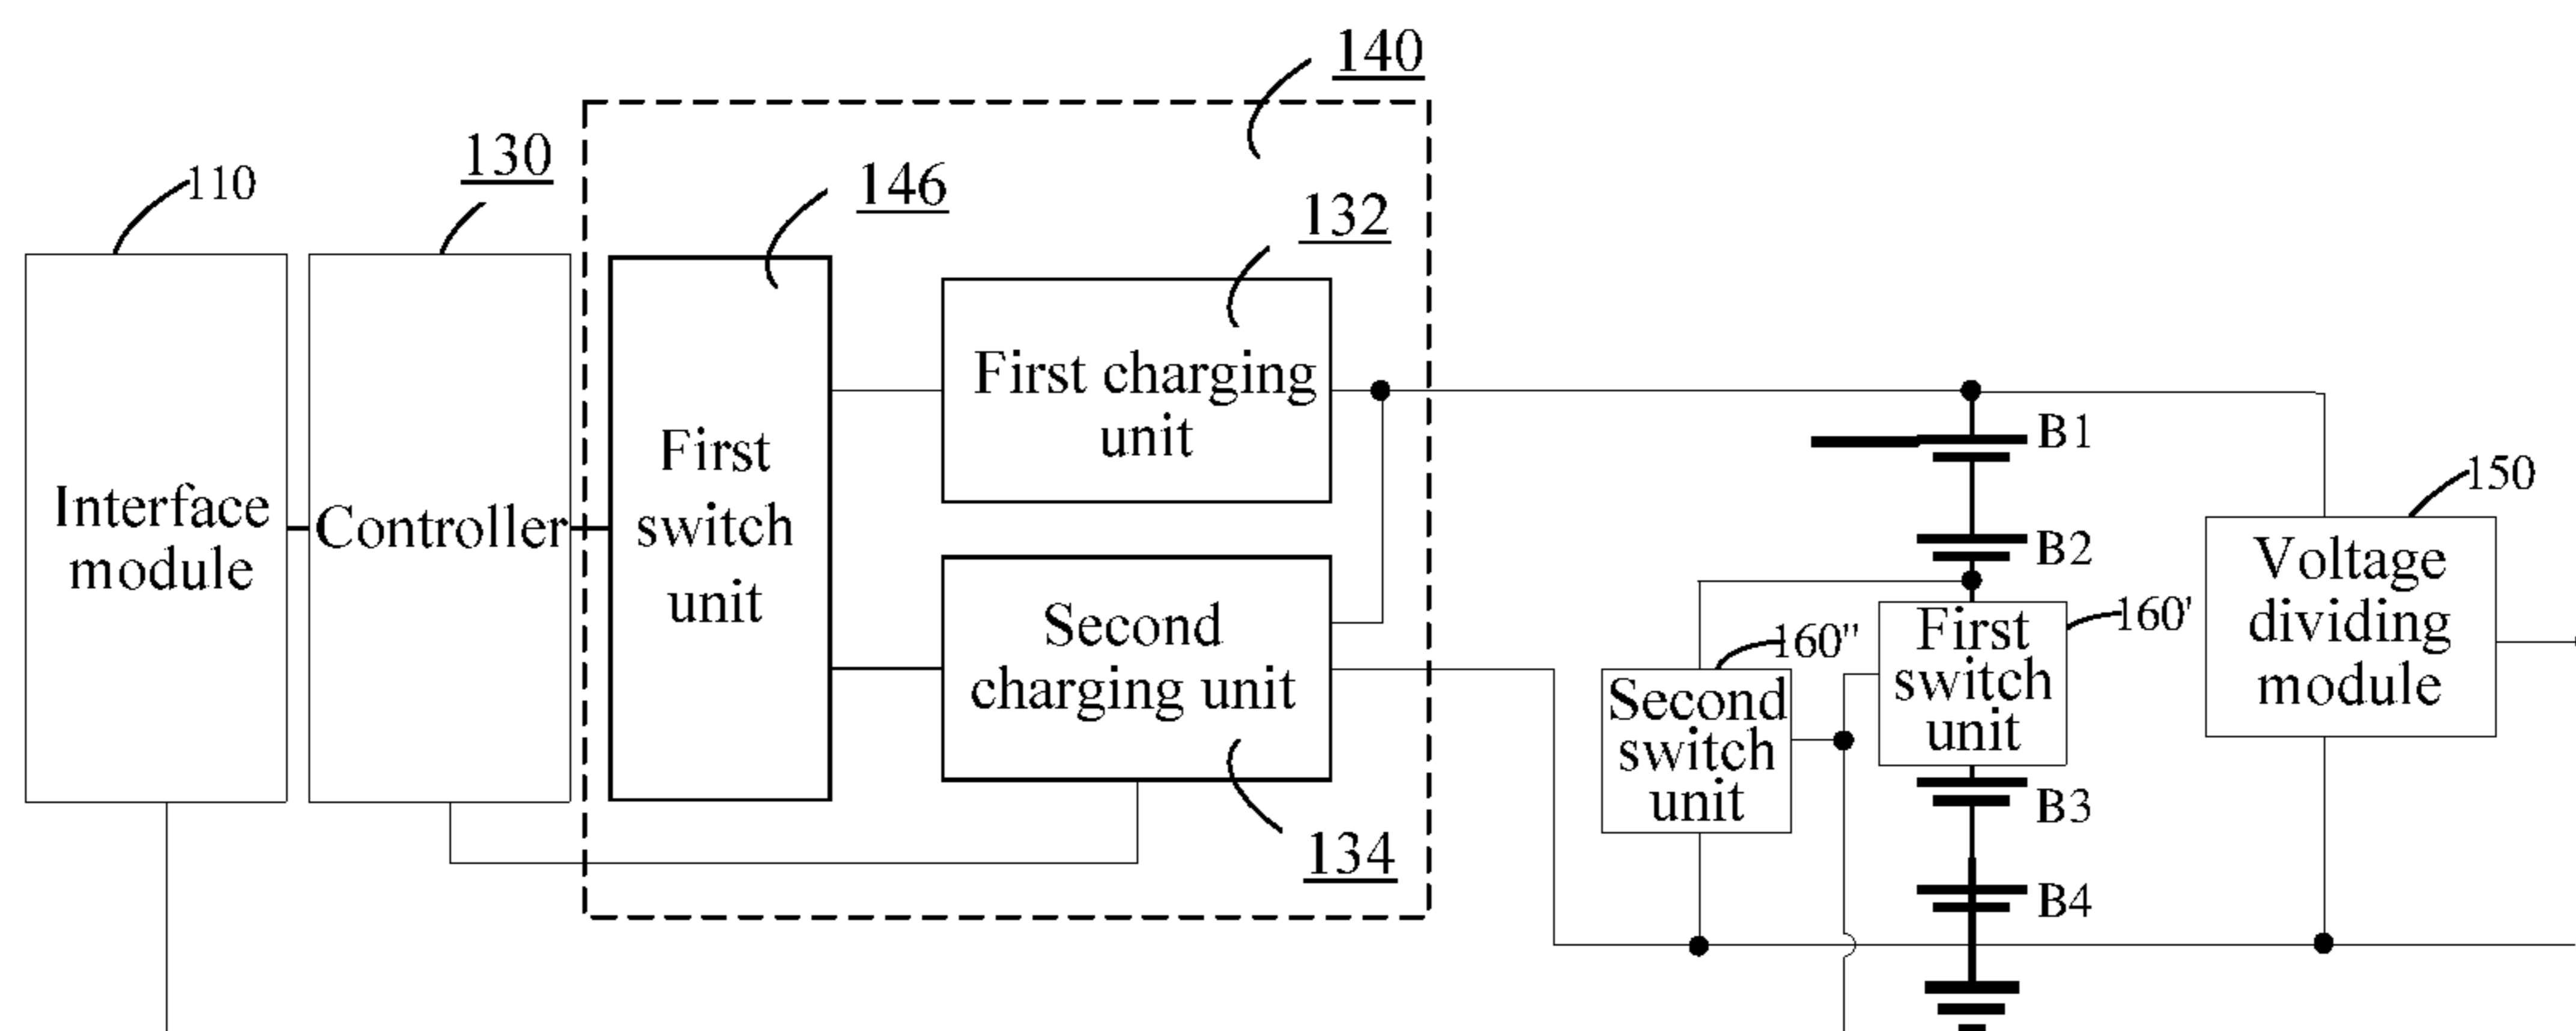 140
130
110
146
132
Interface
module
Controller
First
switch
unit
First charging
unit
Second
charging unit
134
B1
B2
160"
Second
switch
unit
First
switch
unit
160'
B3
B4
150
Voltage
dividing
module